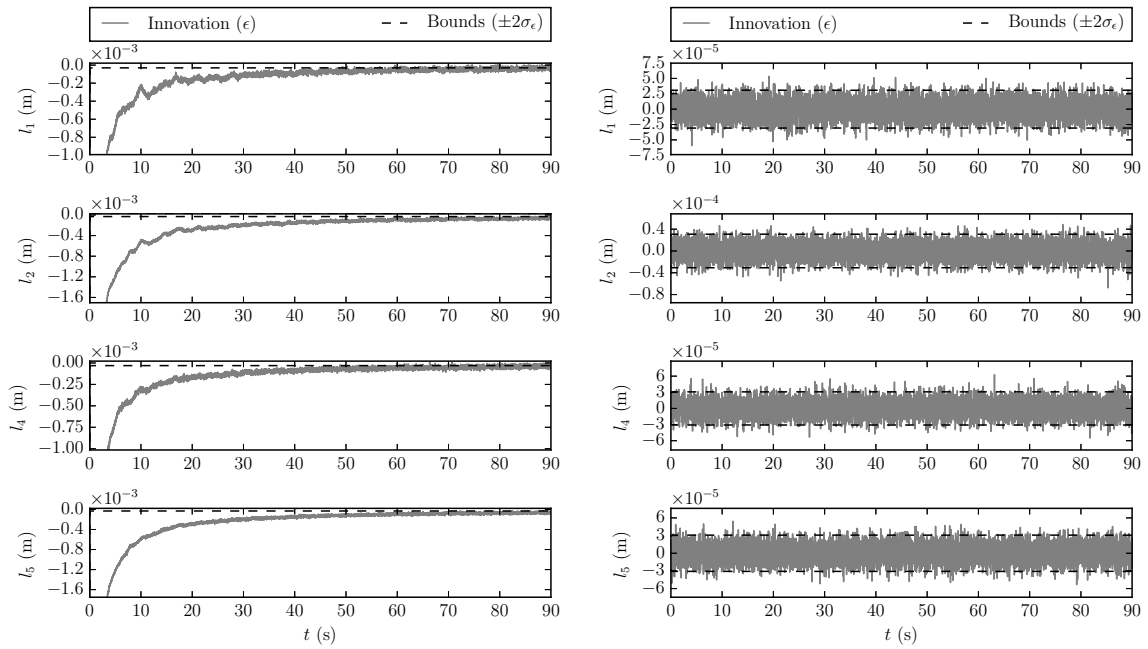 Innovation (ϵ) Bounds (±2σ_ϵ)
×10⁻³
0.0
−0.2
−0.4
−0.6
−0.8
−1.0
l₁ (m)
0 10 20 30 40 50 60 70 80 90
×10⁻³
0.0
−0.4
−0.8
−1.2
−1.6
l₂ (m)
0 10 20 30 40 50 60 70 80 90
×10⁻³
0.00
−0.25
−0.50
−0.75
−1.00
l₄ (m)
0 10 20 30 40 50 60 70 80 90
×10⁻³
0.0
−0.4
−0.8
−1.2
−1.6
l₅ (m)
0 10 20 30 40 50 60 70 80 90
t (s)
Innovation (ϵ) Bounds (±2σ_ϵ)
×10⁻⁵
7.5
5.0
2.5
0.0
−2.5
−5.0
−7.5
l₁ (m)
0 10 20 30 40 50 60 70 80 90
×10⁻⁴
0.4
0.0
−0.4
−0.8
l₂ (m)
0 10 20 30 40 50 60 70 80 90
×10⁻⁵
6
3
0
−3
−6
l₄ (m)
0 10 20 30 40 50 60 70 80 90
×10⁻⁵
6
3
0
−3
−6
l₅ (m)
0 10 20 30 40 50 60 70 80 90
t (s)